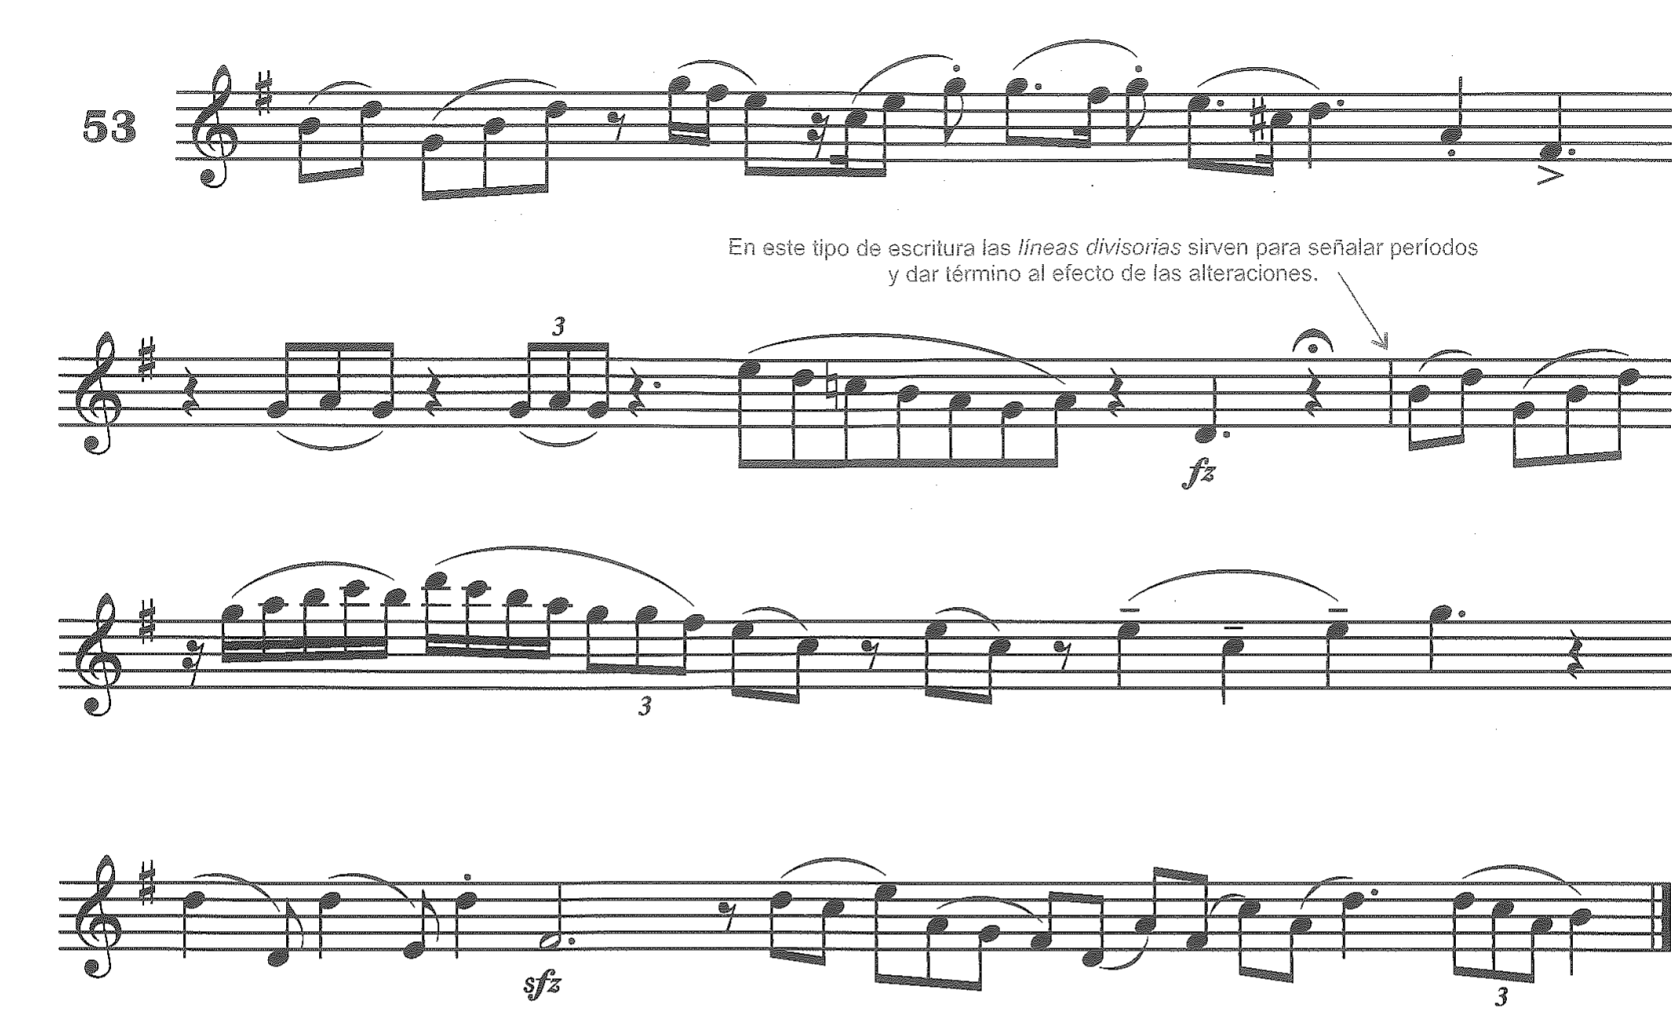 53
En este tipo de escritura las líneas divisorias sirven para señalar períodos
y dar término al efecto de las alteraciones.
3
fz
3
sfz
3